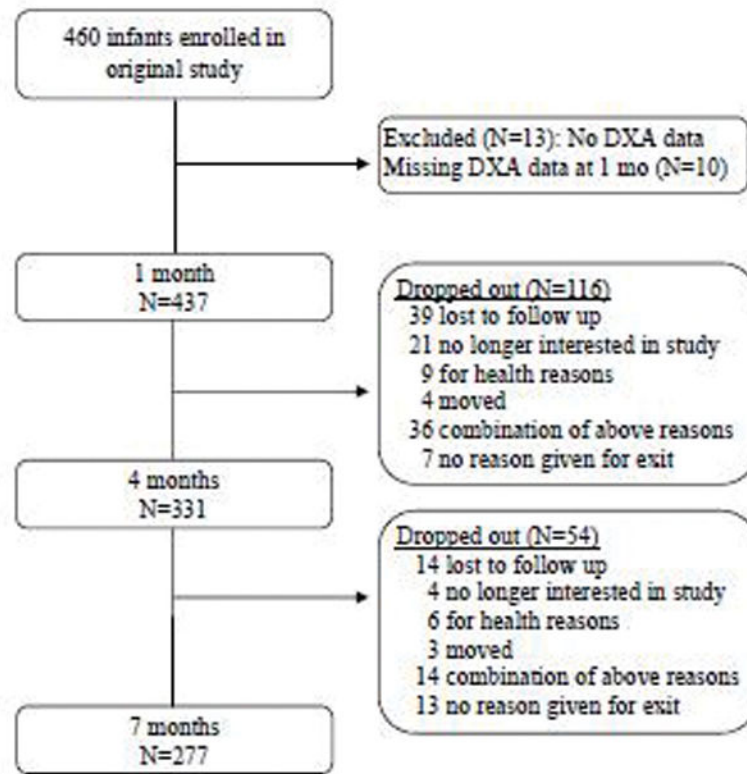 460 infants enrolled in
original study
Excluded (N=13): No DXA data
Missing DXA data at 1 mo (N=10)
1 month
N=437
Dropped out (N=116)
39 lost to follow up
21 no longer interested in study
9 for health reasons
4 moved
36 combination of above reasons
7 no reason given for exit
4 months
N=331
Dropped out (N=54)
14 lost to follow up
4 no longer interested in study
6 for health reasons
3 moved
14 combination of above reasons
13 no reason given for exit
7 months
N=277